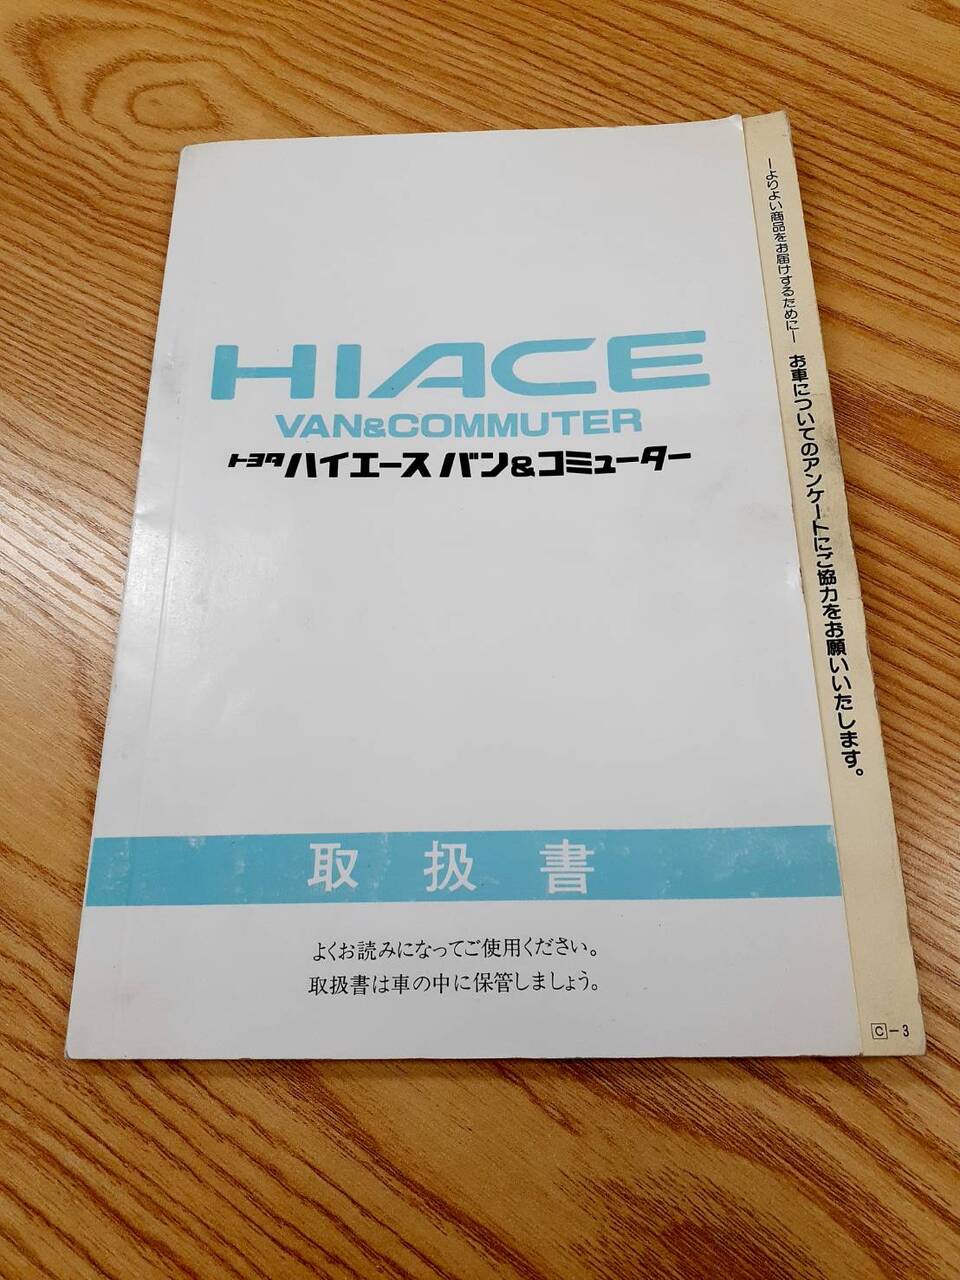 HIACE
VAN&COMMUTER
トヨタ ハイエース バン&コミューター
取扱書
よくお読みになってご使用ください。
取扱書は車の中に保管しましょう。
ーよりよい商品をお届けするためにー お車についてのアンケートにご協力をお願いいたします。
C-3